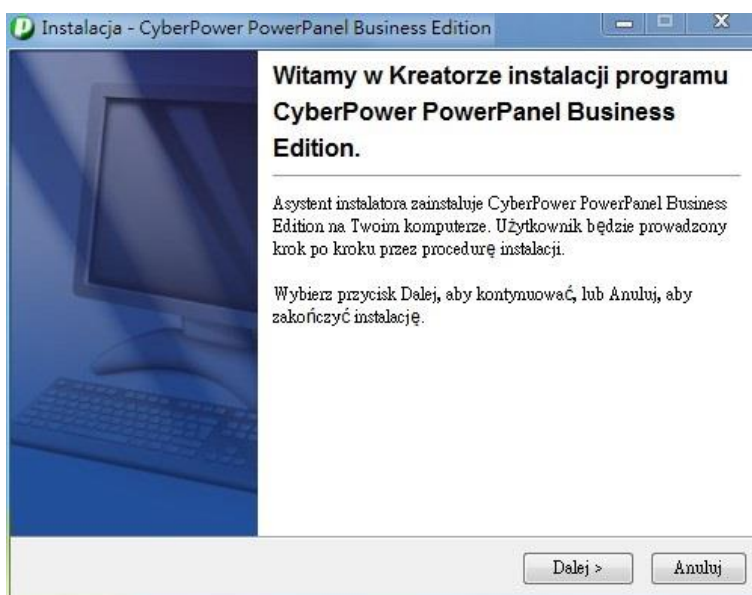 Instalacja - CyberPower PowerPanel Business Edition
Witamy w Kreatorze instalacji programu
CyberPower PowerPanel Business
Edition.
Asystent instalatora zainstaluje CyberPower PowerPanel Business
Edition na Twoim komputerze. Użytkownik będzie prowadzony
krok po kroku przez procedurę instalacji.
Wybierz przycisk Dalej, aby kontynuować, lub Anuluj, aby
zakończyć instalację.
Dalej >
Anuluj